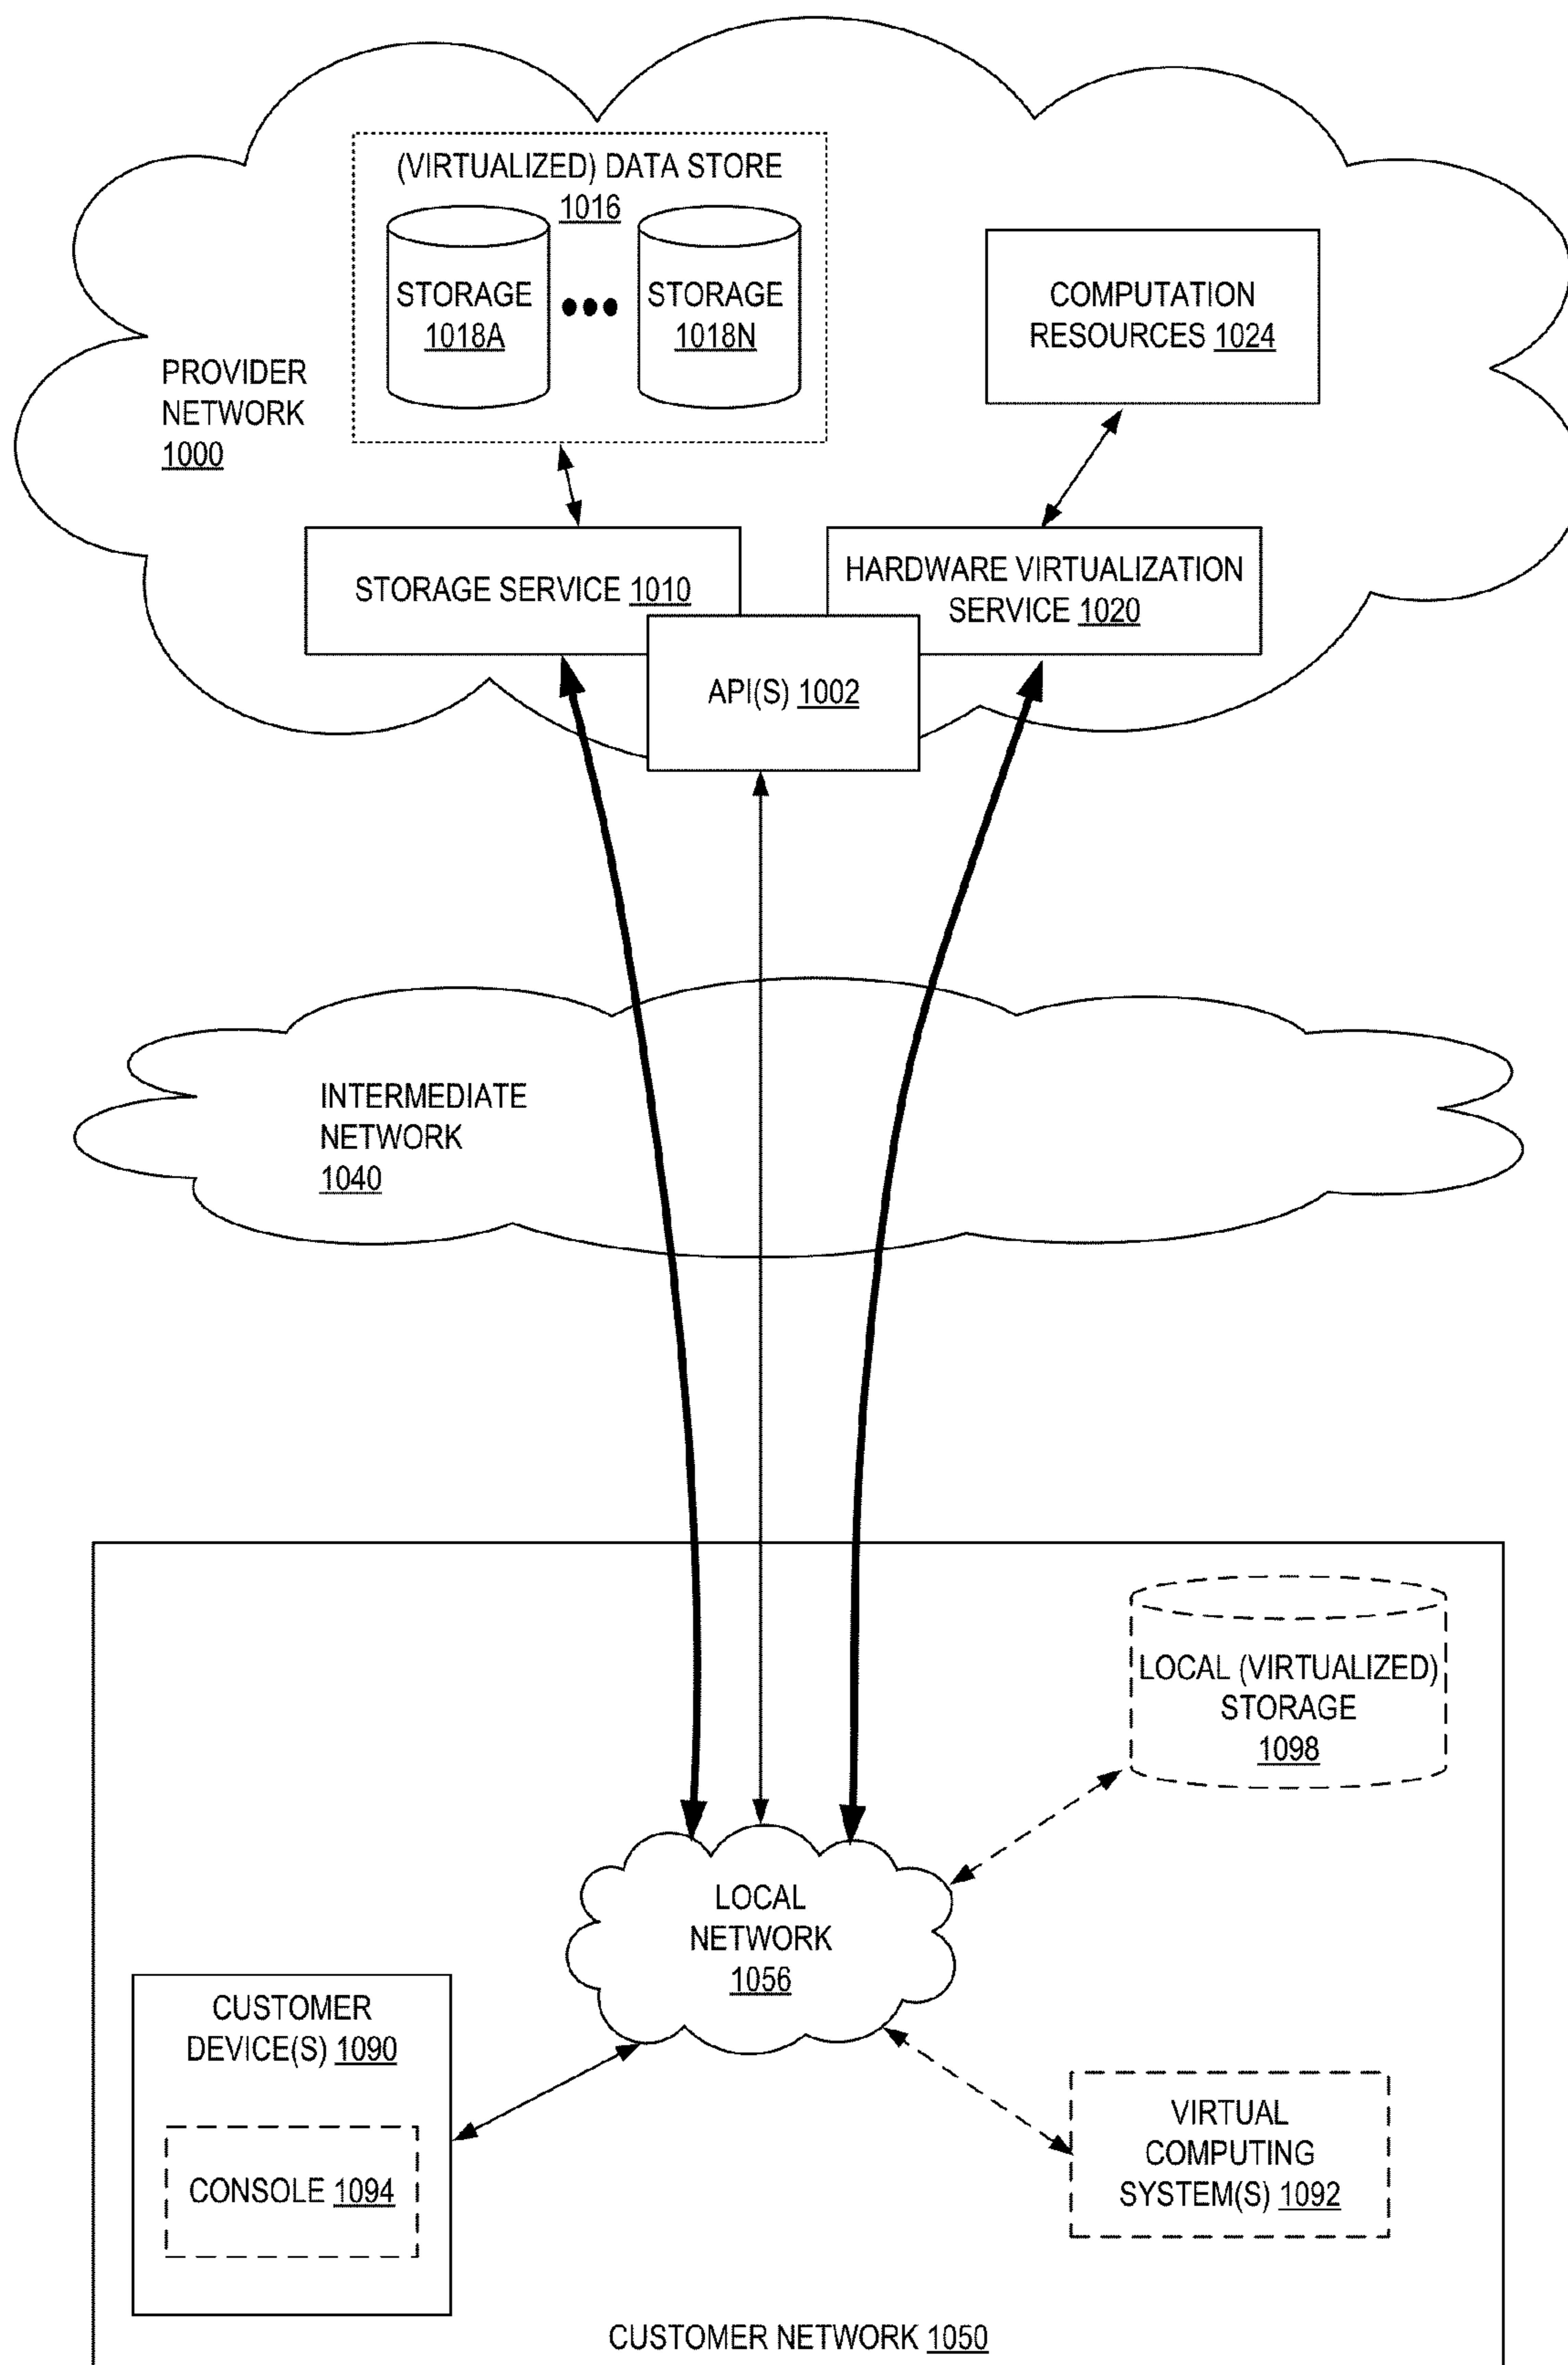 (VIRTUALIZED) DATA STORE
1016
STORAGE
1018A
STORAGE
1018N
COMPUTATION
RESOURCES 1024
PROVIDER
NETWORK
1000
STORAGE SERVICE 1010
HARDWARE VIRTUALIZATION
SERVICE 1020
API(S) 1002
INTERMEDIATE
NETWORK
1040
LOCAL (VIRTUALIZED)
STORAGE
1098
LOCAL
NETWORK
1056
CUSTOMER
DEVICE(S) 1090
CONSOLE 1094
VIRTUAL
COMPUTING
SYSTEM(S) 1092
CUSTOMER NETWORK 1050